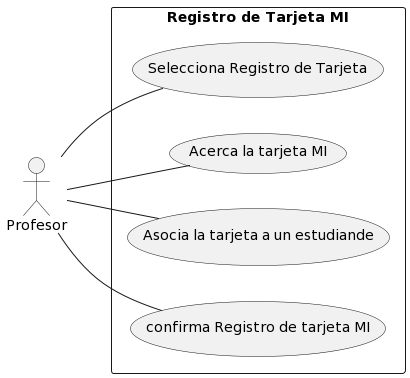 Registro de Tarjeta MI
Selecciona Registro de Tarjeta
Acerca la tarjeta MI
Profesor
Asocia la tarjeta a un estudiande
confirma Registro de tarjeta MI